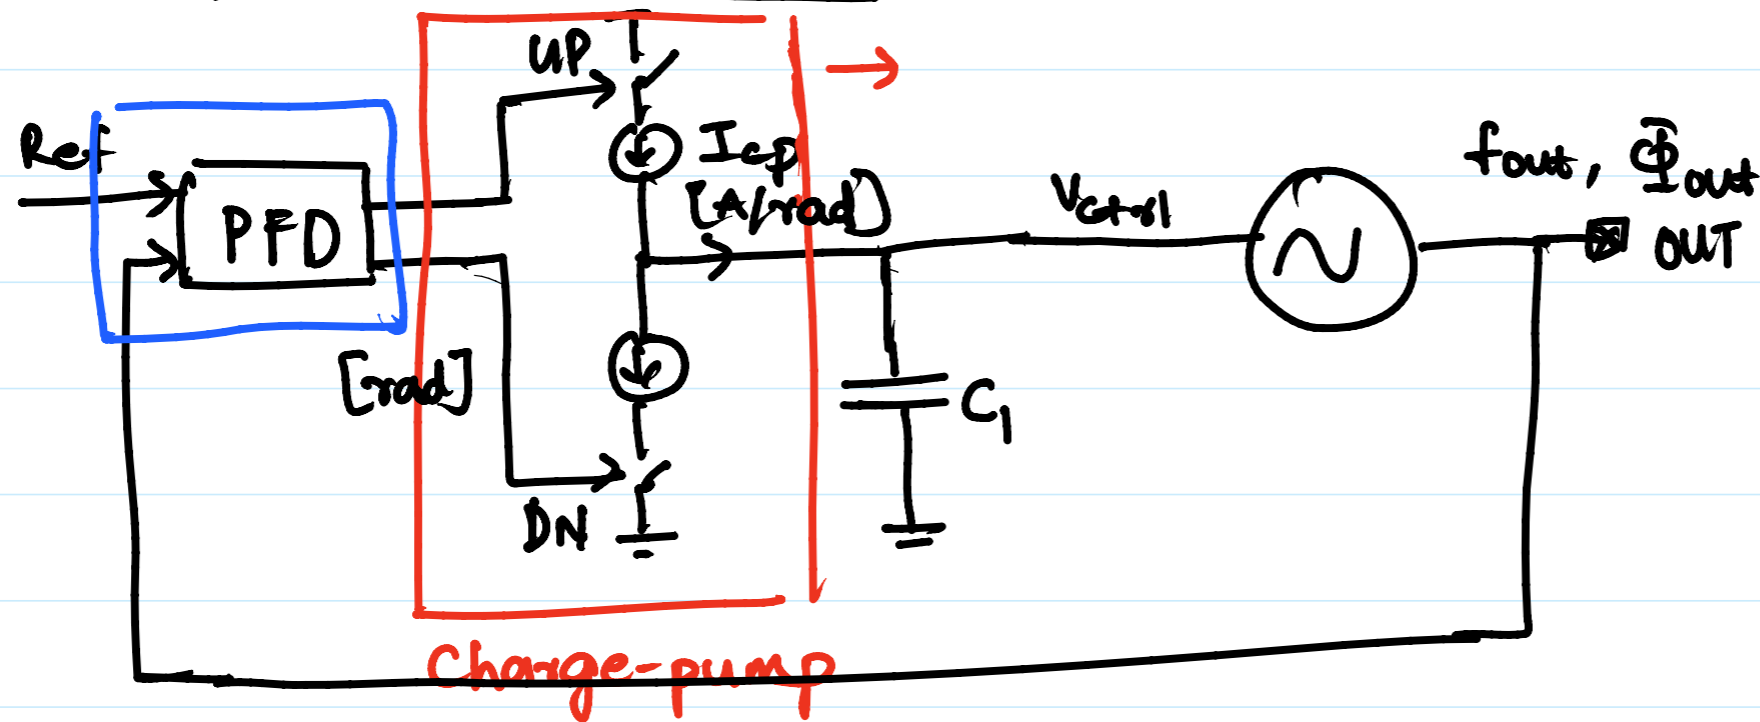 UP
Ref
Icp
[A/rad]
PFD
Vctrl
fout, Φout
OUT
[rad]
C1
DN
Charge-pump